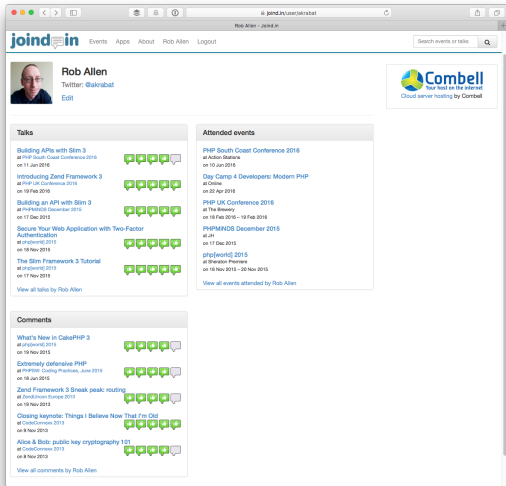 joind.in/user/akrabat
Rob Allen - Joind.in
joind in
Events Apps About Rob Allen Logout
Search events or talks
Rob Allen
Twitter: @akrabat
Edit
Combell
Your host on the internet
Cloud server hosting by Combell
Talks
Building APIs with Slim 3
at PHP South Coast Conference 2016
on 11 Jun 2016
Introducing Zend Framework 3
at PHP UK Conference 2016
on 19 Feb 2016
Building an API with Slim 3
at PHPMiNDS December 2015
on 17 Dec 2015
Secure Your Web Application with Two-Factor
Authentication
at php[world] 2015
on 18 Nov 2015
The Slim Framework 3 Tutorial
at php[world] 2015
on 17 Nov 2015
View all talks by Rob Allen
Attended events
PHP South Coast Conference 2016
at Action Stations
on 10 Jun 2016
Day Camp 4 Developers: Modern PHP
at Online
on 22 Apr 2016
PHP UK Conference 2016
at The Brewery
on 18 Feb 2016 – 19 Feb 2016
PHPMiNDS December 2015
at JH
on 17 Dec 2015
php[world] 2015
at Sheraton Premiere
on 16 Nov 2015 – 20 Nov 2015
View all events attended by Rob Allen
Comments
What's New in CakePHP 3
at php[world] 2015
on 19 Nov 2015
Extremely defensive PHP
at PHPSW: Coding Practices, June 2015
on 18 Jun 2015
Zend Framework 3 Sneak peak: routing
at ZendUncon Europe 2013
on 19 Nov 2013
Closing keynote: Things I Believe Now That I'm Old
at CodeConnexx 2013
on 9 Nov 2013
Alice & Bob: public key cryptography 101
at CodeConnexx 2013
on 8 Nov 2013
View all comments by Rob Allen